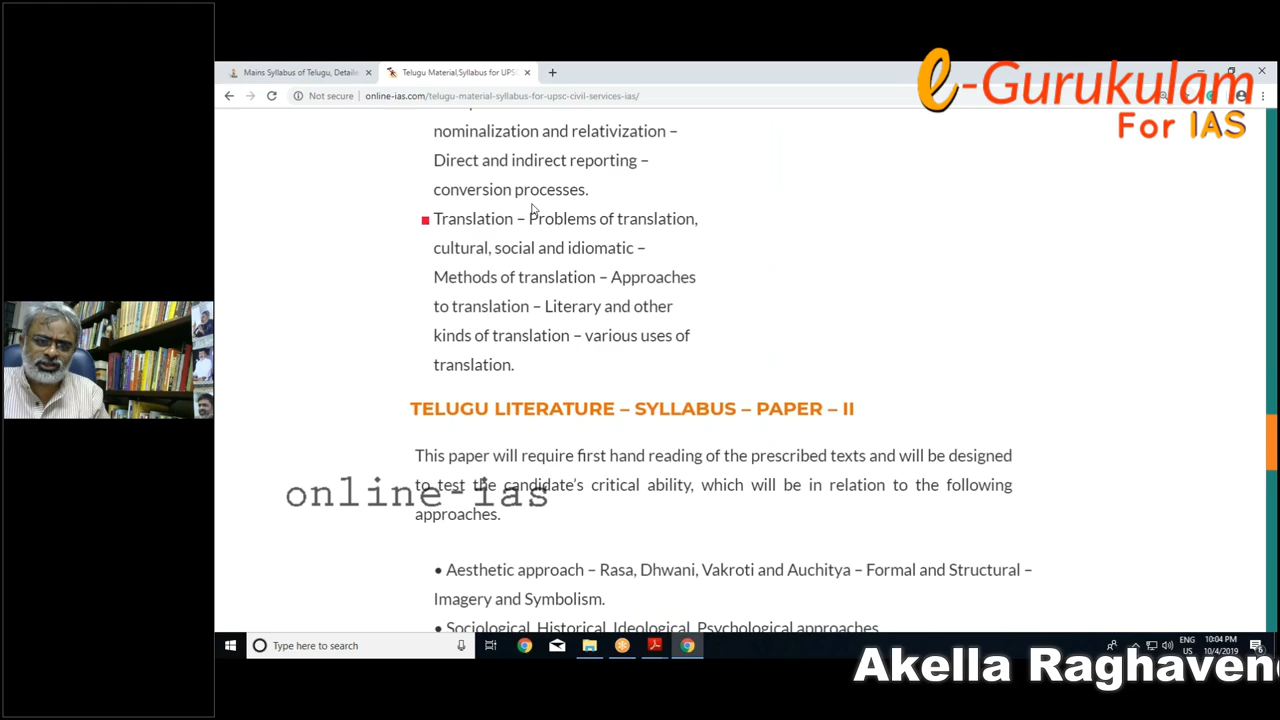 e-Gurukulam
For IAS
Mains Syllabus of Telugu, Detaile
Telugu Material,Syllabus for UPS
Not secure
online-ias.com/telugu-material-syllabus-for-upsc-civil-services-ias/
nominalization and relativization –
Direct and indirect reporting –
conversion processes.
Translation – Problems of translation,
cultural, social and idiomatic –
Methods of translation – Approaches
to translation – Literary and other
kinds of translation – various uses of
translation.
TELUGU LITERATURE – SYLLABUS – PAPER – II
This paper will require first hand reading of the prescribed texts and will be designed
to test the candidate's critical ability, which will be in relation to the following
approaches.
online-ias
• Aesthetic approach – Rasa, Dhwani, Vakroti and Auchitya – Formal and Structural –
Imagery and Symbolism.
• Sociological, Historical, Ideological, Psychological approaches
Type here to search
ENG
US
10:04 PM
10/4/2019
Akella Raghavend